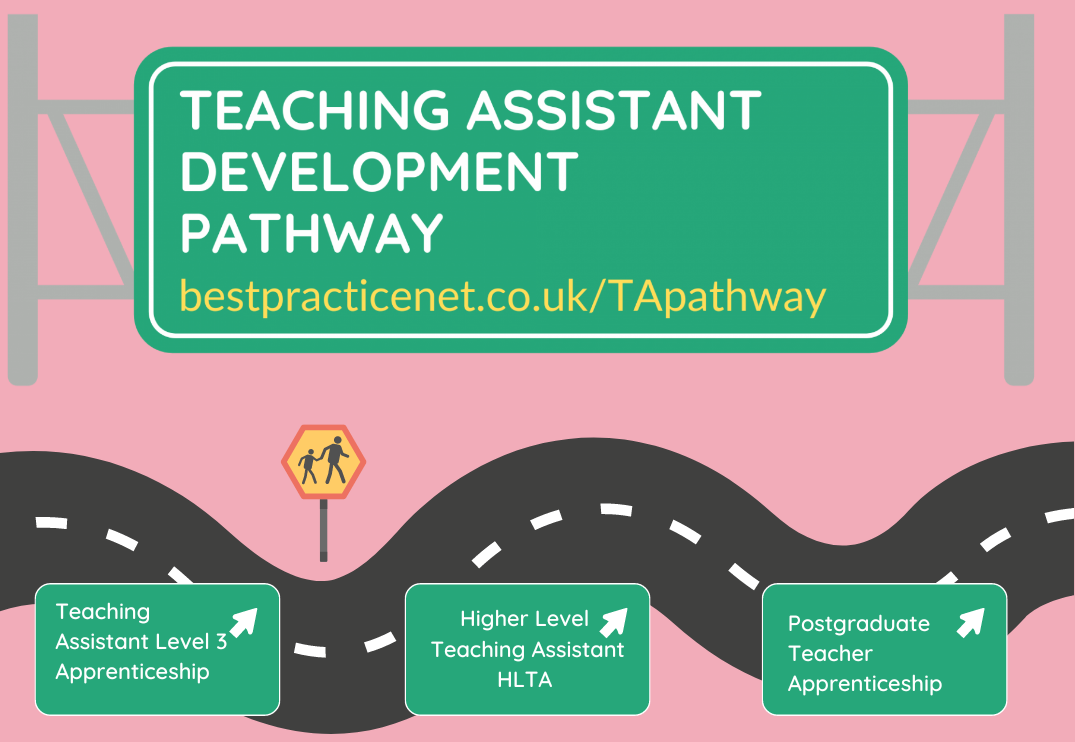 TEACHING ASSISTANT
DEVELOPMENT
PATHWAY
bestpracticenet.co.uk/TApathway
Teaching
Assistant Level 3
Apprenticeship
Higher Level
Teaching Assistant
HLTA
Postgraduate
Teacher
Apprenticeship